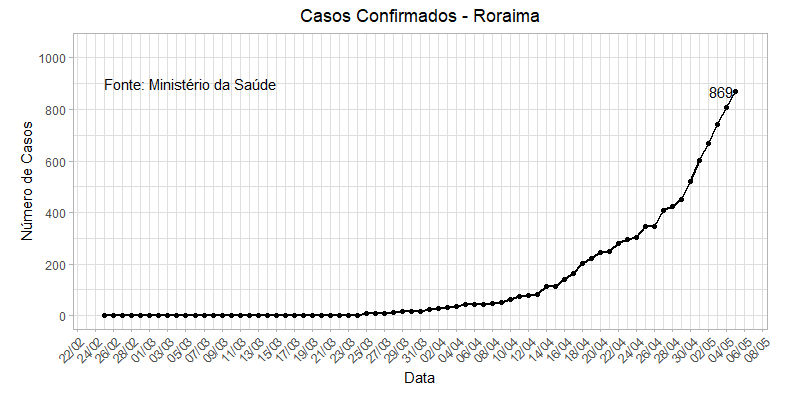 Casos Confirmados - Roraima
Número de Casos
1000
800
600
400
200
0
Fonte: Ministério da Saúde
869
22/02 24/02 26/02 28/02 01/03 03/03 05/03 07/03 09/03 11/03 13/03 15/03 17/03 19/03 21/03 23/03 25/03 27/03 29/03 31/03 02/04 04/04 06/04 08/04 10/04 12/04 14/04 16/04 18/04 20/04 22/04 24/04 26/04 28/04 30/04 02/05 04/05 06/05 08/05
Data